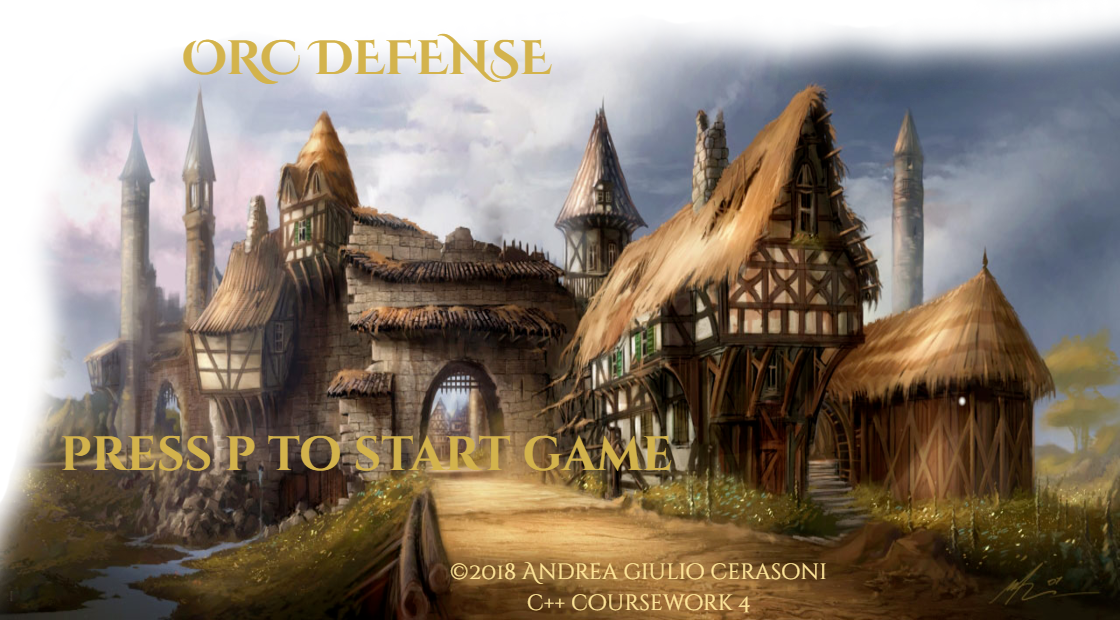 ORC DEFENSE
PRESS P TO START GAME
©2018 ANDREA GIULIO CERASONI
C++ COURSEWORK 4